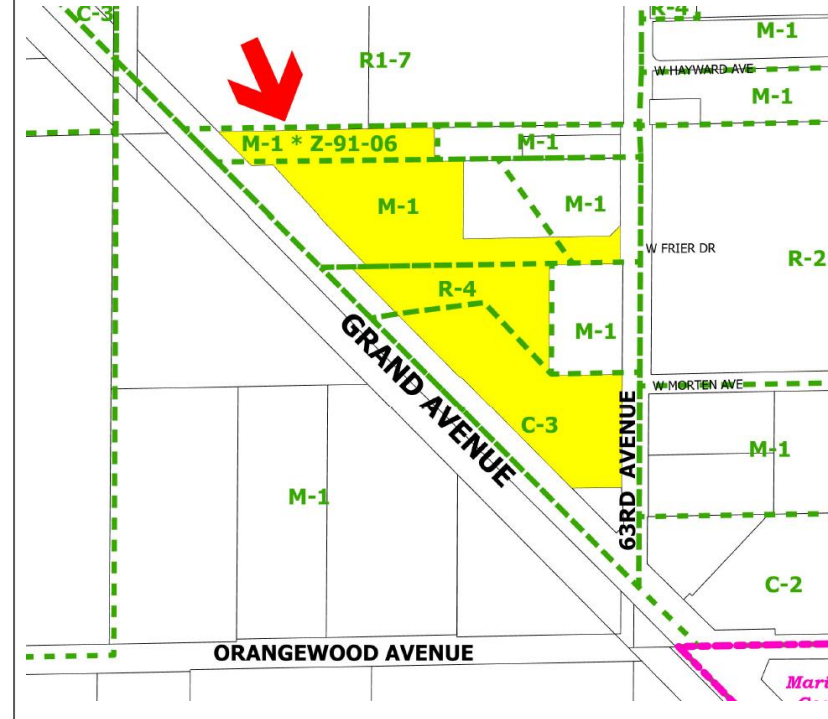 C-3
R-4
M-1
R1-7
W HAYWARD AVE
M-1
M-1 * Z-91-06
M-1
M-1
M-1
W FRIER DR
R-2
R-4
M-1
GRAND AVENUE
W MORTEN AVE
C-3
63RD AVENUE
M-1
M-1
C-2
ORANGEWOOD AVENUE